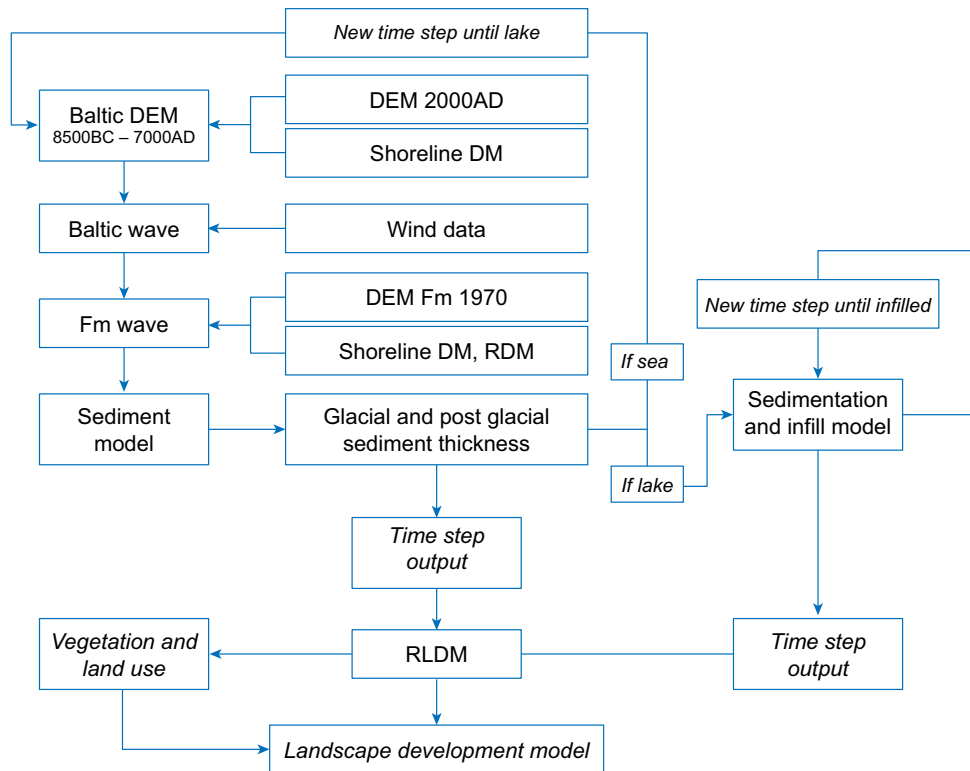 New time step until lake
Baltic DEM
8500BC – 7000AD
DEM 2000AD
Shoreline DM
Baltic wave
Wind data
Fm wave
DEM Fm 1970
Shoreline DM, RDM
New time step until infilled
If sea
Sediment
model
Glacial and post glacial
sediment thickness
Sedimentation
and infill model
If lake
Time step
output
Vegetation and
land use
RLDM
Time step
output
Landscape development model